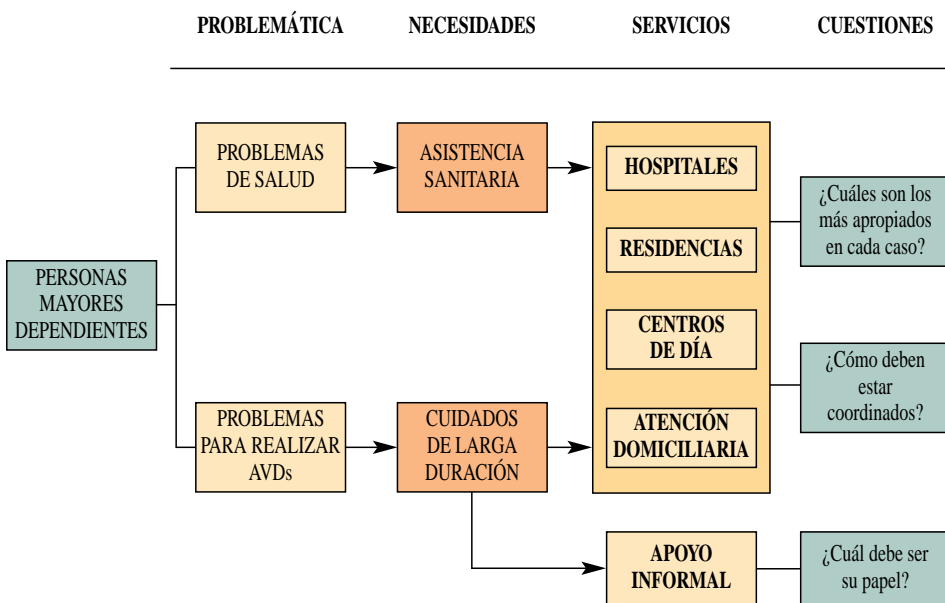 PROBLEMÁTICA
NECESIDADES
SERVICIOS
CUESTIONES
PERSONAS
MAYORES
DEPENDIENTES
PROBLEMAS
DE SALUD
ASISTENCIA
SANITARIA
HOSPITALES
RESIDENCIAS
CENTROS
DE DÍA
ATENCIÓN
DOMICILIARIA
¿Cuáles son los
más apropiados
en cada caso?
¿Cómo deben
estar
coordinados?
PROBLEMAS
PARA REALIZAR
AVDs
CUIDADOS
DE LARGA
DURACIÓN
APOYO
INFORMAL
¿Cuál debe ser
su papel?